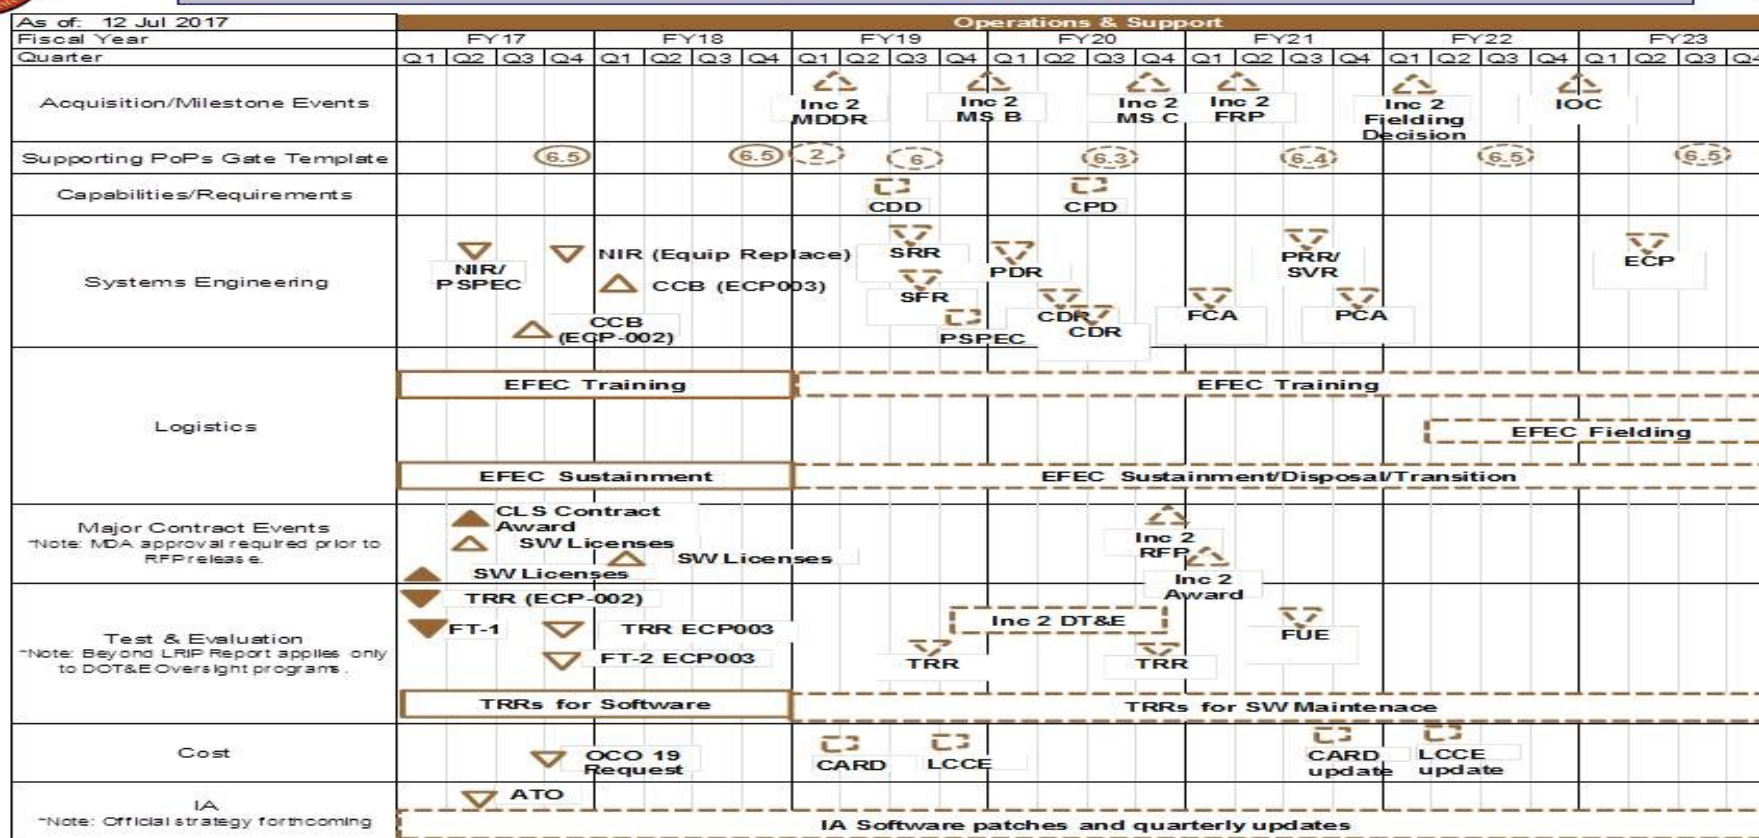 As of: 12 Jul 2017
Operations & Support
Fiscal Year FY17 FY18 FY19 FY20 FY21 FY22 FY23
Quarter Q1 Q2 Q3 Q4 Q1 Q2 Q3 Q4 Q1 Q2 Q3 Q4 Q1 Q2 Q3 Q4 Q1 Q2 Q3 Q4 Q1 Q2 Q3 Q4 Q1 Q2 Q3 Q4
Acquisition/Milestone Events
Inc 2
MDDR
Inc 2
MS B
Inc 2
MS C
Inc 2
FRP
Inc 2
Fielding
Decision
IOC
Supporting PoPs Gate Template
6.5 6.5 2 6 6.3 6.4 6.5 6.5
Capabilities/Requirements
CDD
CPD
Systems Engineering
NIR/
PSPEC
NIR (Equip Replace)
CCB (ECP003)
CCB
(ECP-002)
SRR
SFR
PSPEC
PDR
CDR
CDR
FCA
PRR/
SVR
PCA
ECP
Logistics
EFEC Training
EFEC Training
EFEC Fielding
EFEC Sustainment
EFEC Sustainment/Disposal/Transition
Major Contract Events
*Note: MDA approval required prior to
RFP release.
CLS Contract
Award
SW Licenses
SW Licenses
SW Licenses
Inc 2
RFP
Inc 2
Award
Test & Evaluation
*Note: Beyond LRIP Report applies only
to DOT&E Oversight programs.
TRR (ECP-002)
FT-1
TRR ECP003
FT-2 ECP003
Inc 2 DT&E
TRR
TRR
FUE
TRRs for Software
TRRs for SW Maintenace
Cost
OCO 19
Request
CARD
LCCE
CARD
update
LCCE
update
IA
*Note: Official strategy forthcoming
ATO
IA Software patches and quarterly updates